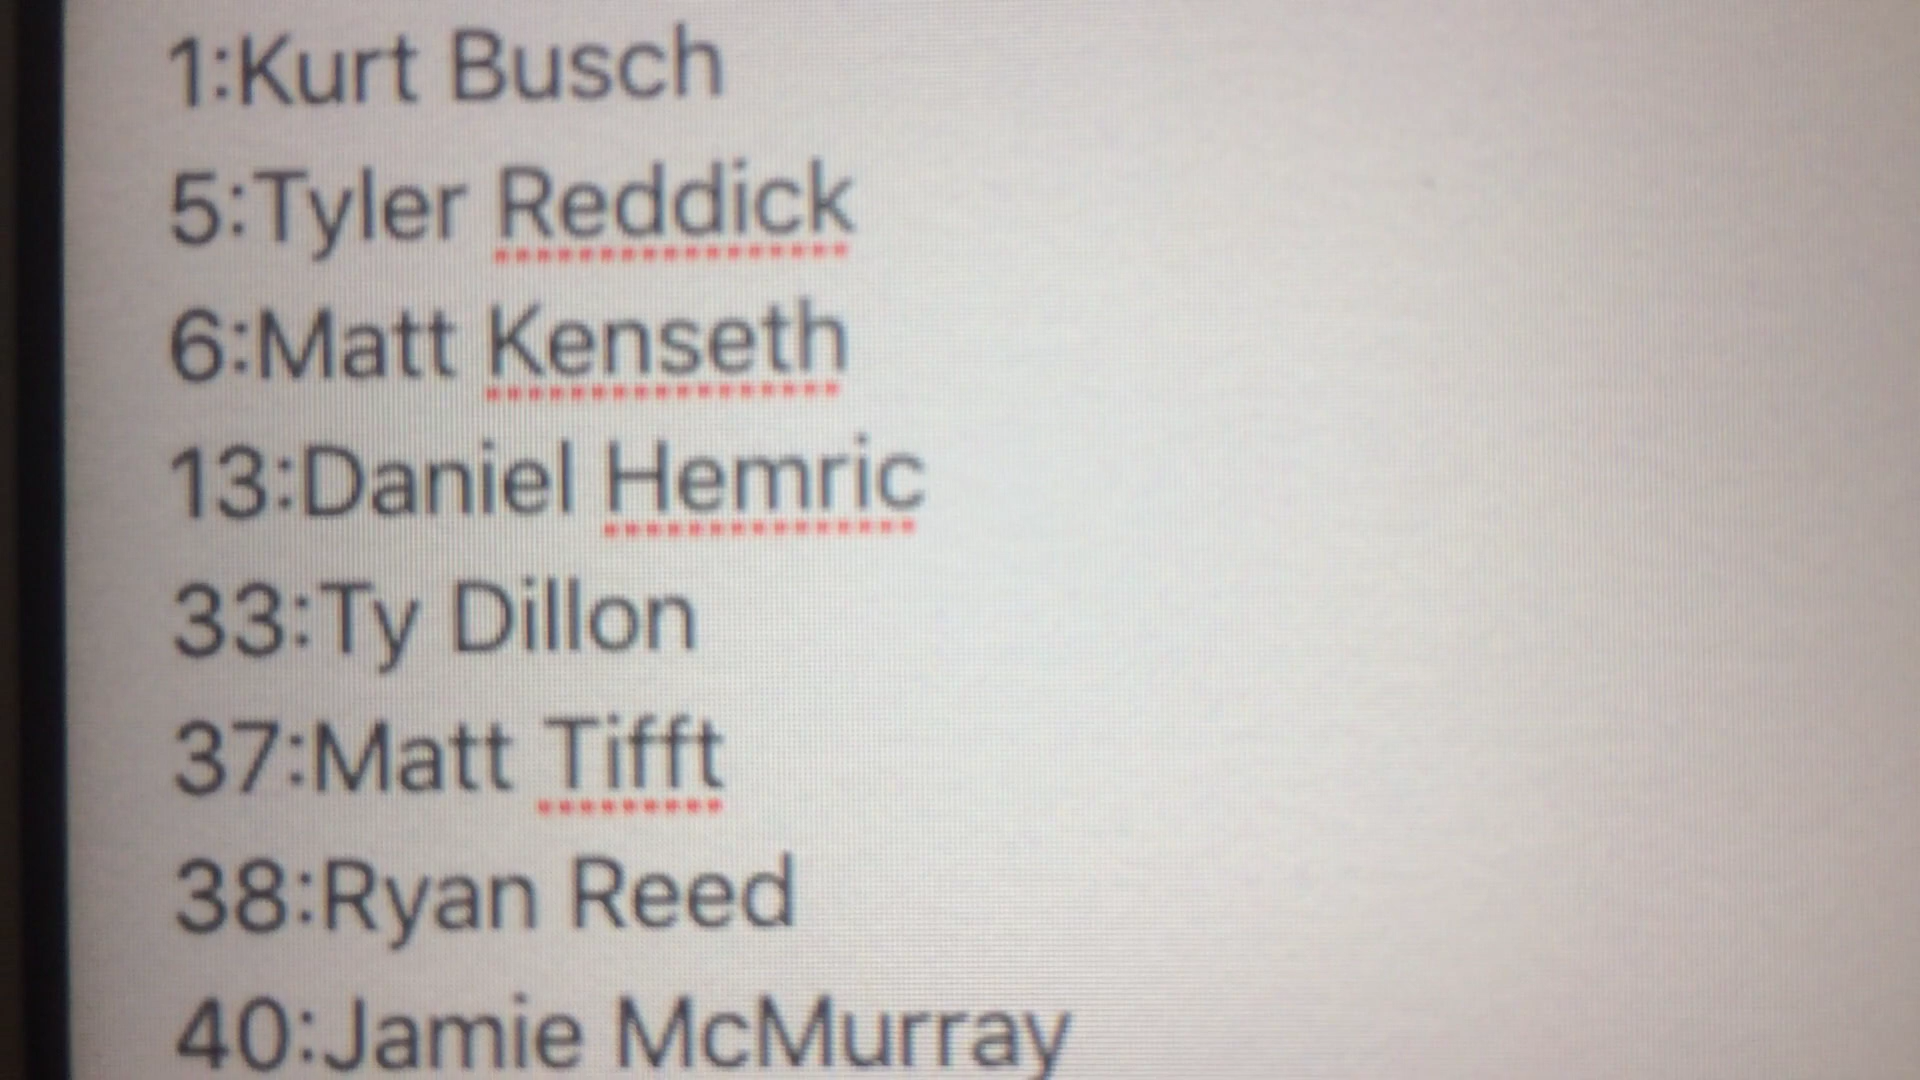 1:Kurt Busch
5:Tyler Reddick
6:Matt Kenseth
13:Daniel Hemric
33:Ty Dillon
37:Matt Tifft
38:Ryan Reed
40:Jamie McMurray